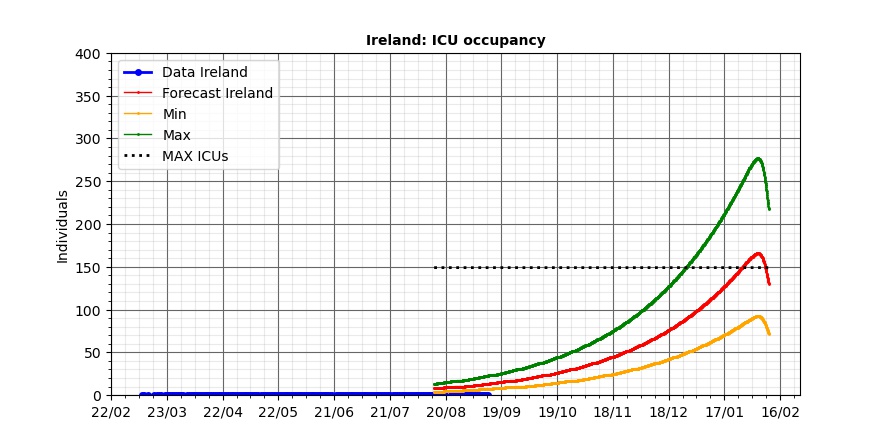 Ireland: ICU occupancy
Individuals
400
350
300
250
200
150
100
50
0
Data Ireland
Forecast Ireland
Min
Max
MAX ICUs
22/02 23/03 22/04 22/05 21/06 21/07 20/08 19/09 19/10 18/11 18/12 17/01 16/02